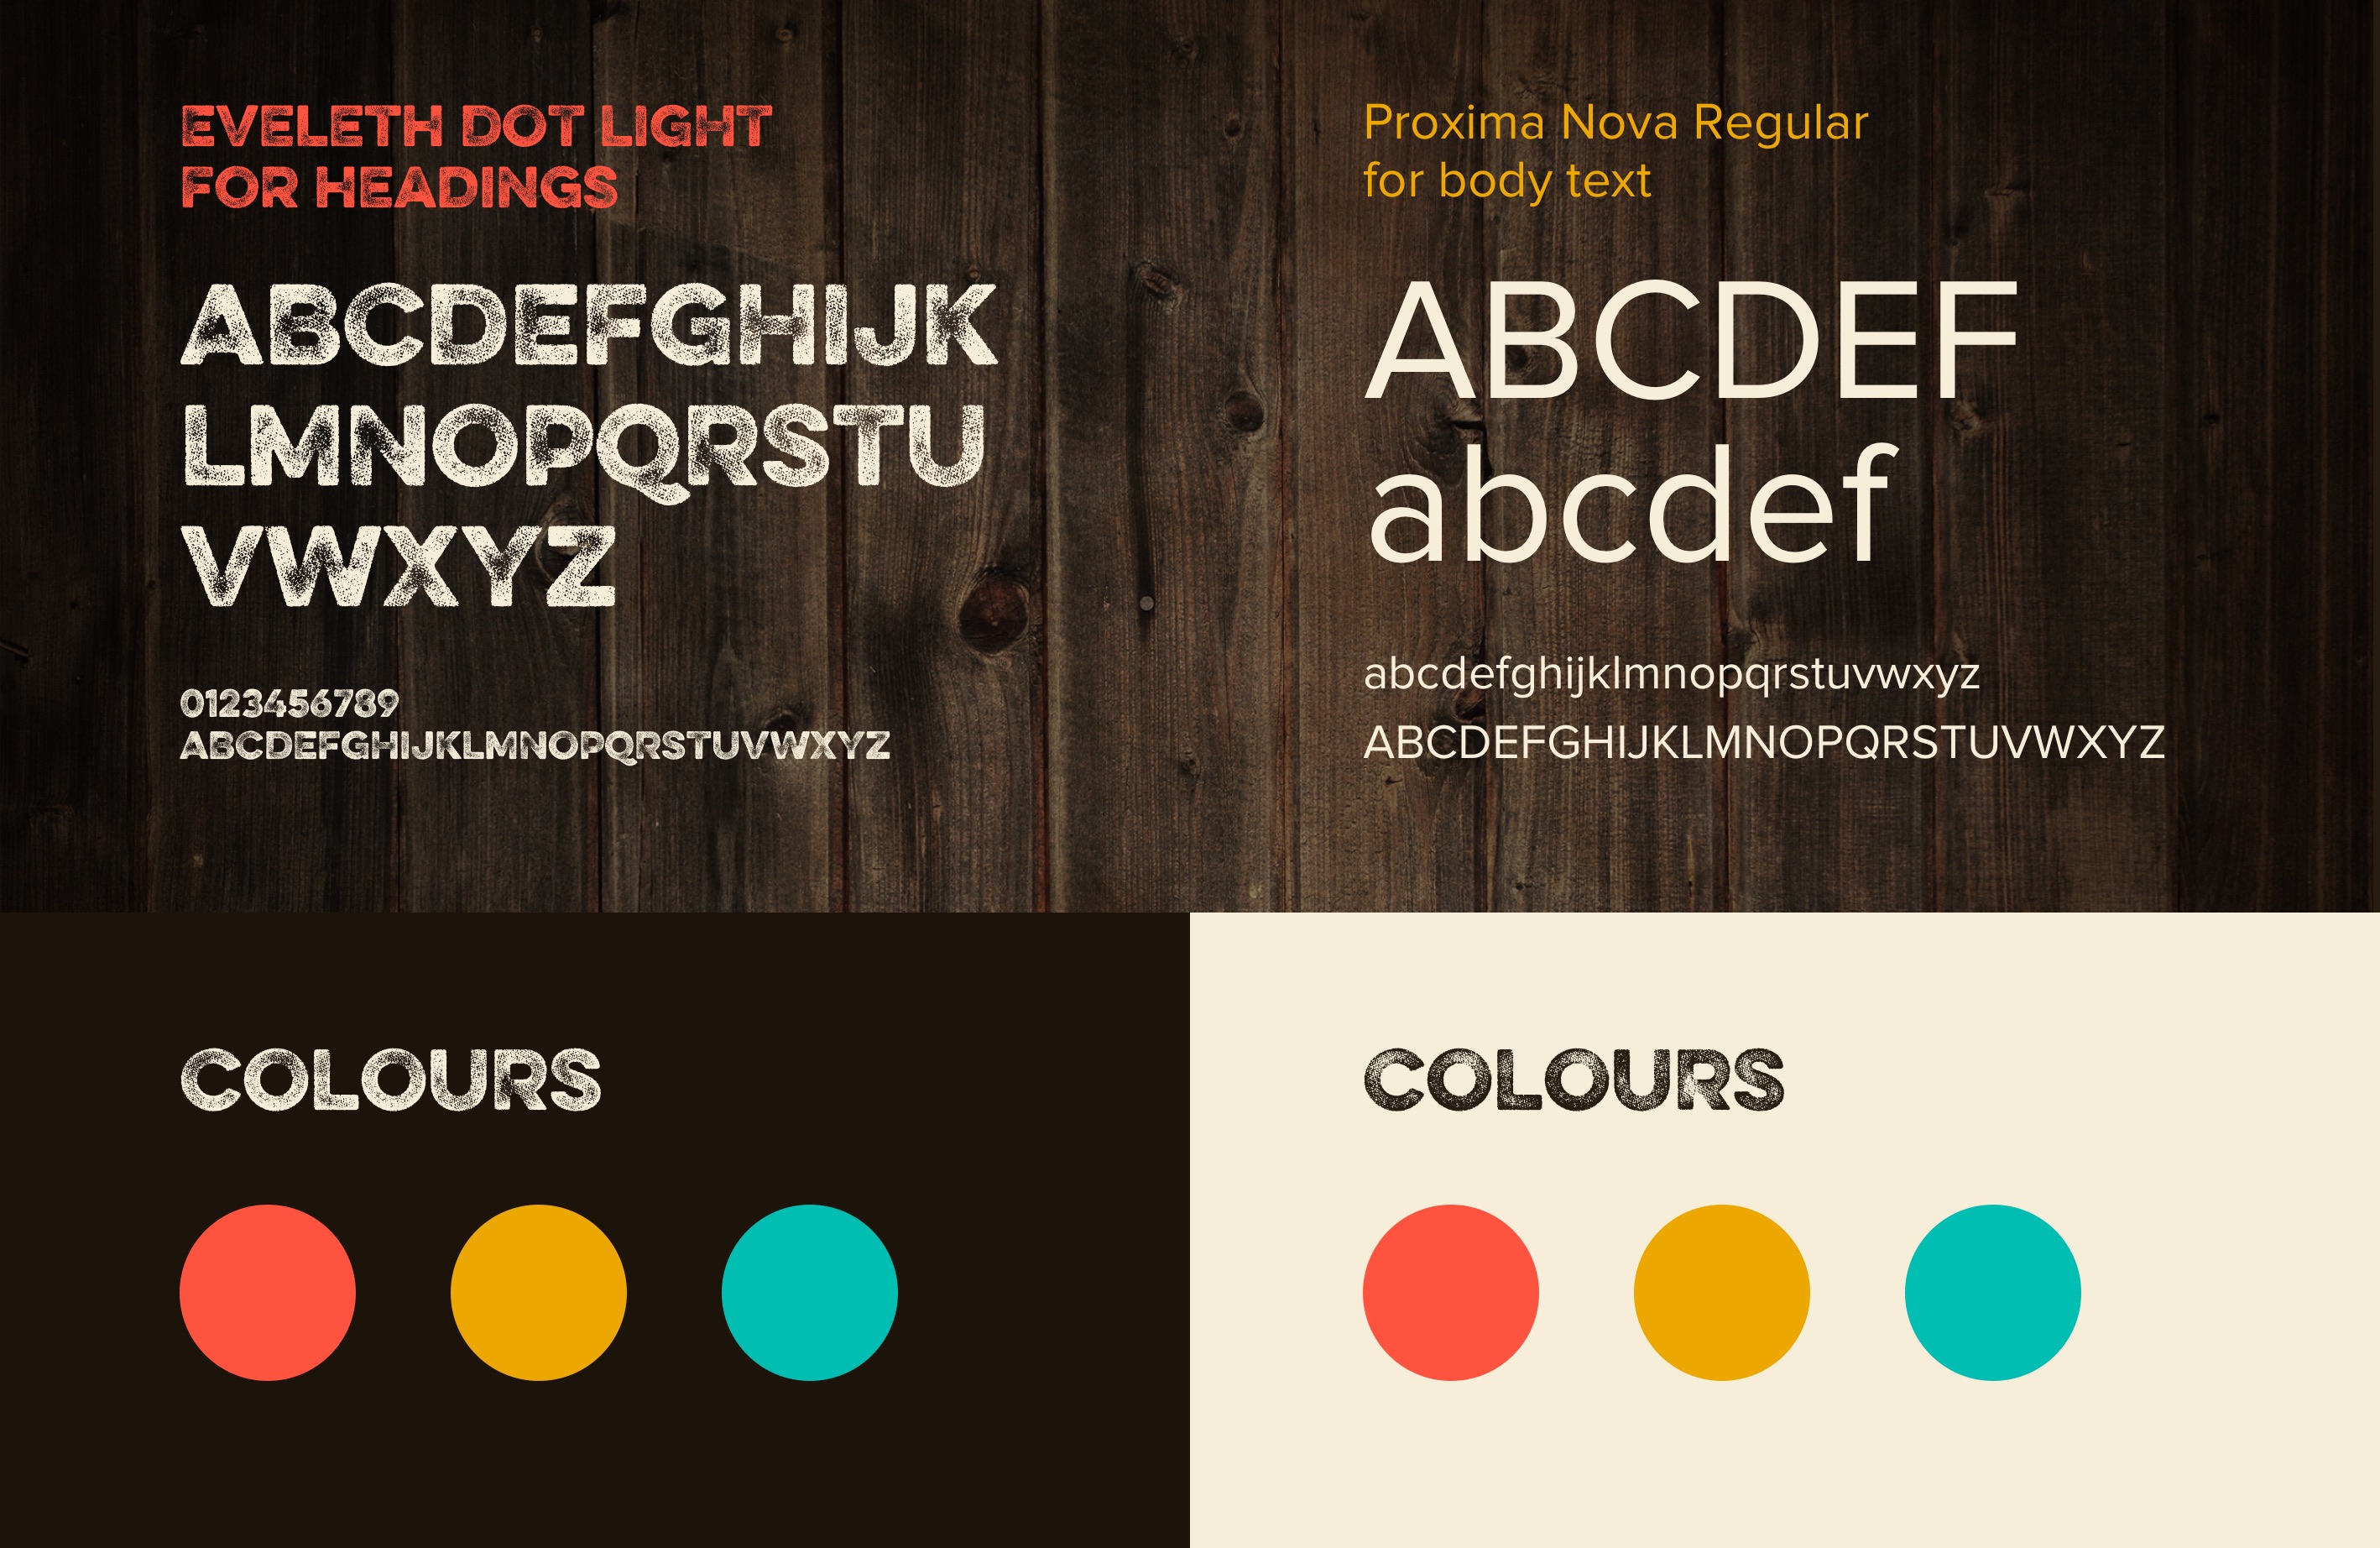 EVELETH DOT LIGHT
FOR HEADINGS
ABCDEFGHIJK
LMNOPQRSTU
VWXYZ
0123456789
ABCDEFGHIJKLMNOPQRSTUVWXYZ
Proxima Nova Regular
for body text
ABCDEF
abcdef
abcdefghijklmnopqrstuvwxyz
ABCDEFGHIJKLMNOPQRSTUVWXYZ
COLOURS
COLOURS